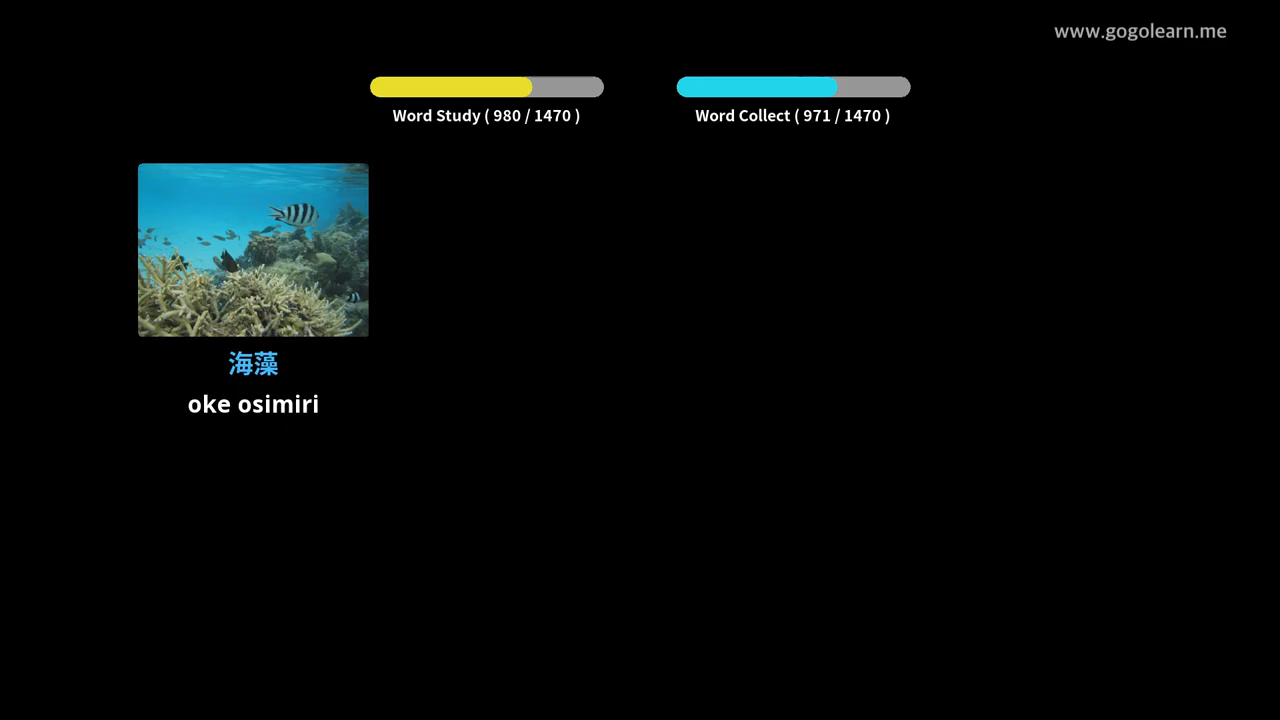 www.gogolearn.me
Word Study ( 980 / 1470 )
Word Collect ( 971 / 1470 )
海藻
oke osimiri